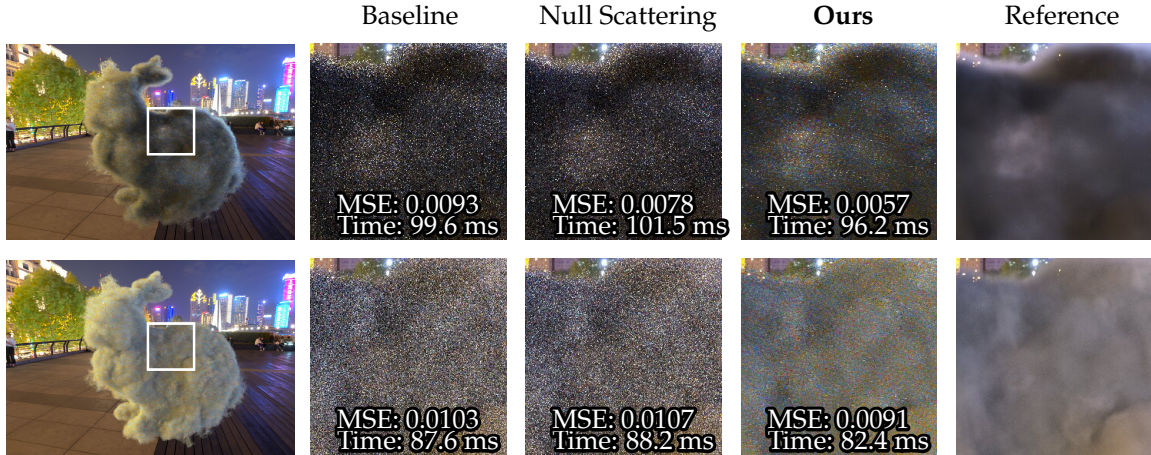 Baseline Null Scattering Ours Reference
MSE: 0.0093 MSE: 0.0078 MSE: 0.0057
Time: 99.6 ms Time: 101.5 ms Time: 96.2 ms
MSE: 0.0103 MSE: 0.0107 MSE: 0.0091
Time: 87.6 ms Time: 88.2 ms Time: 82.4 ms